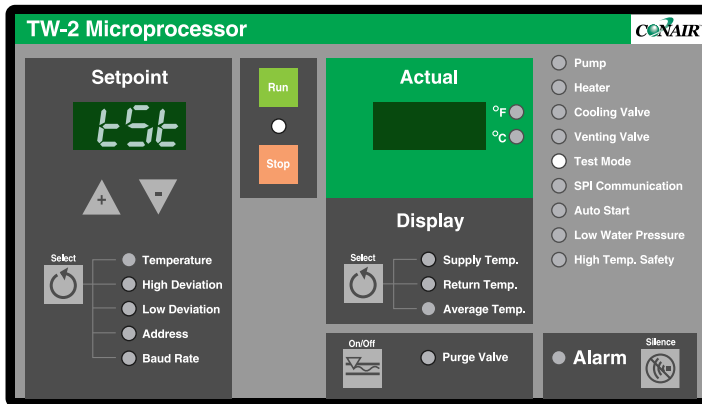 TW-2 Microprocessor
CONAIR
Setpoint
tSt
+
-
Select
Temperature
High Deviation
Low Deviation
Address
Baud Rate
Run
Stop
Actual
°F
°C
Display
Select
Supply Temp.
Return Temp.
Average Temp.
On/Off
Purge Valve
Pump
Heater
Cooling Valve
Venting Valve
Test Mode
SPI Communication
Auto Start
Low Water Pressure
High Temp. Safety
Alarm
Silence